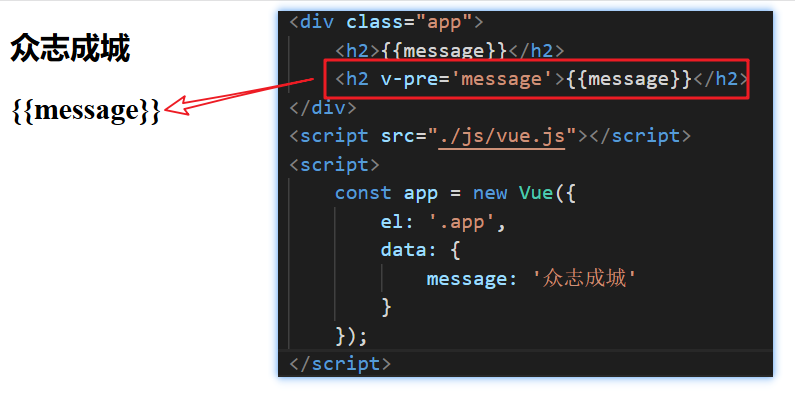 众志成城
{{message}}
<div class="app">
<h2>{{message}}</h2>
<h2 v-pre='message'>{{message}}</h2>
</div>
<script src="./js/vue.js"></script>
<script>
const app = new Vue({
el: '.app',
data: {
message: '众志成城'
}
});
</script>